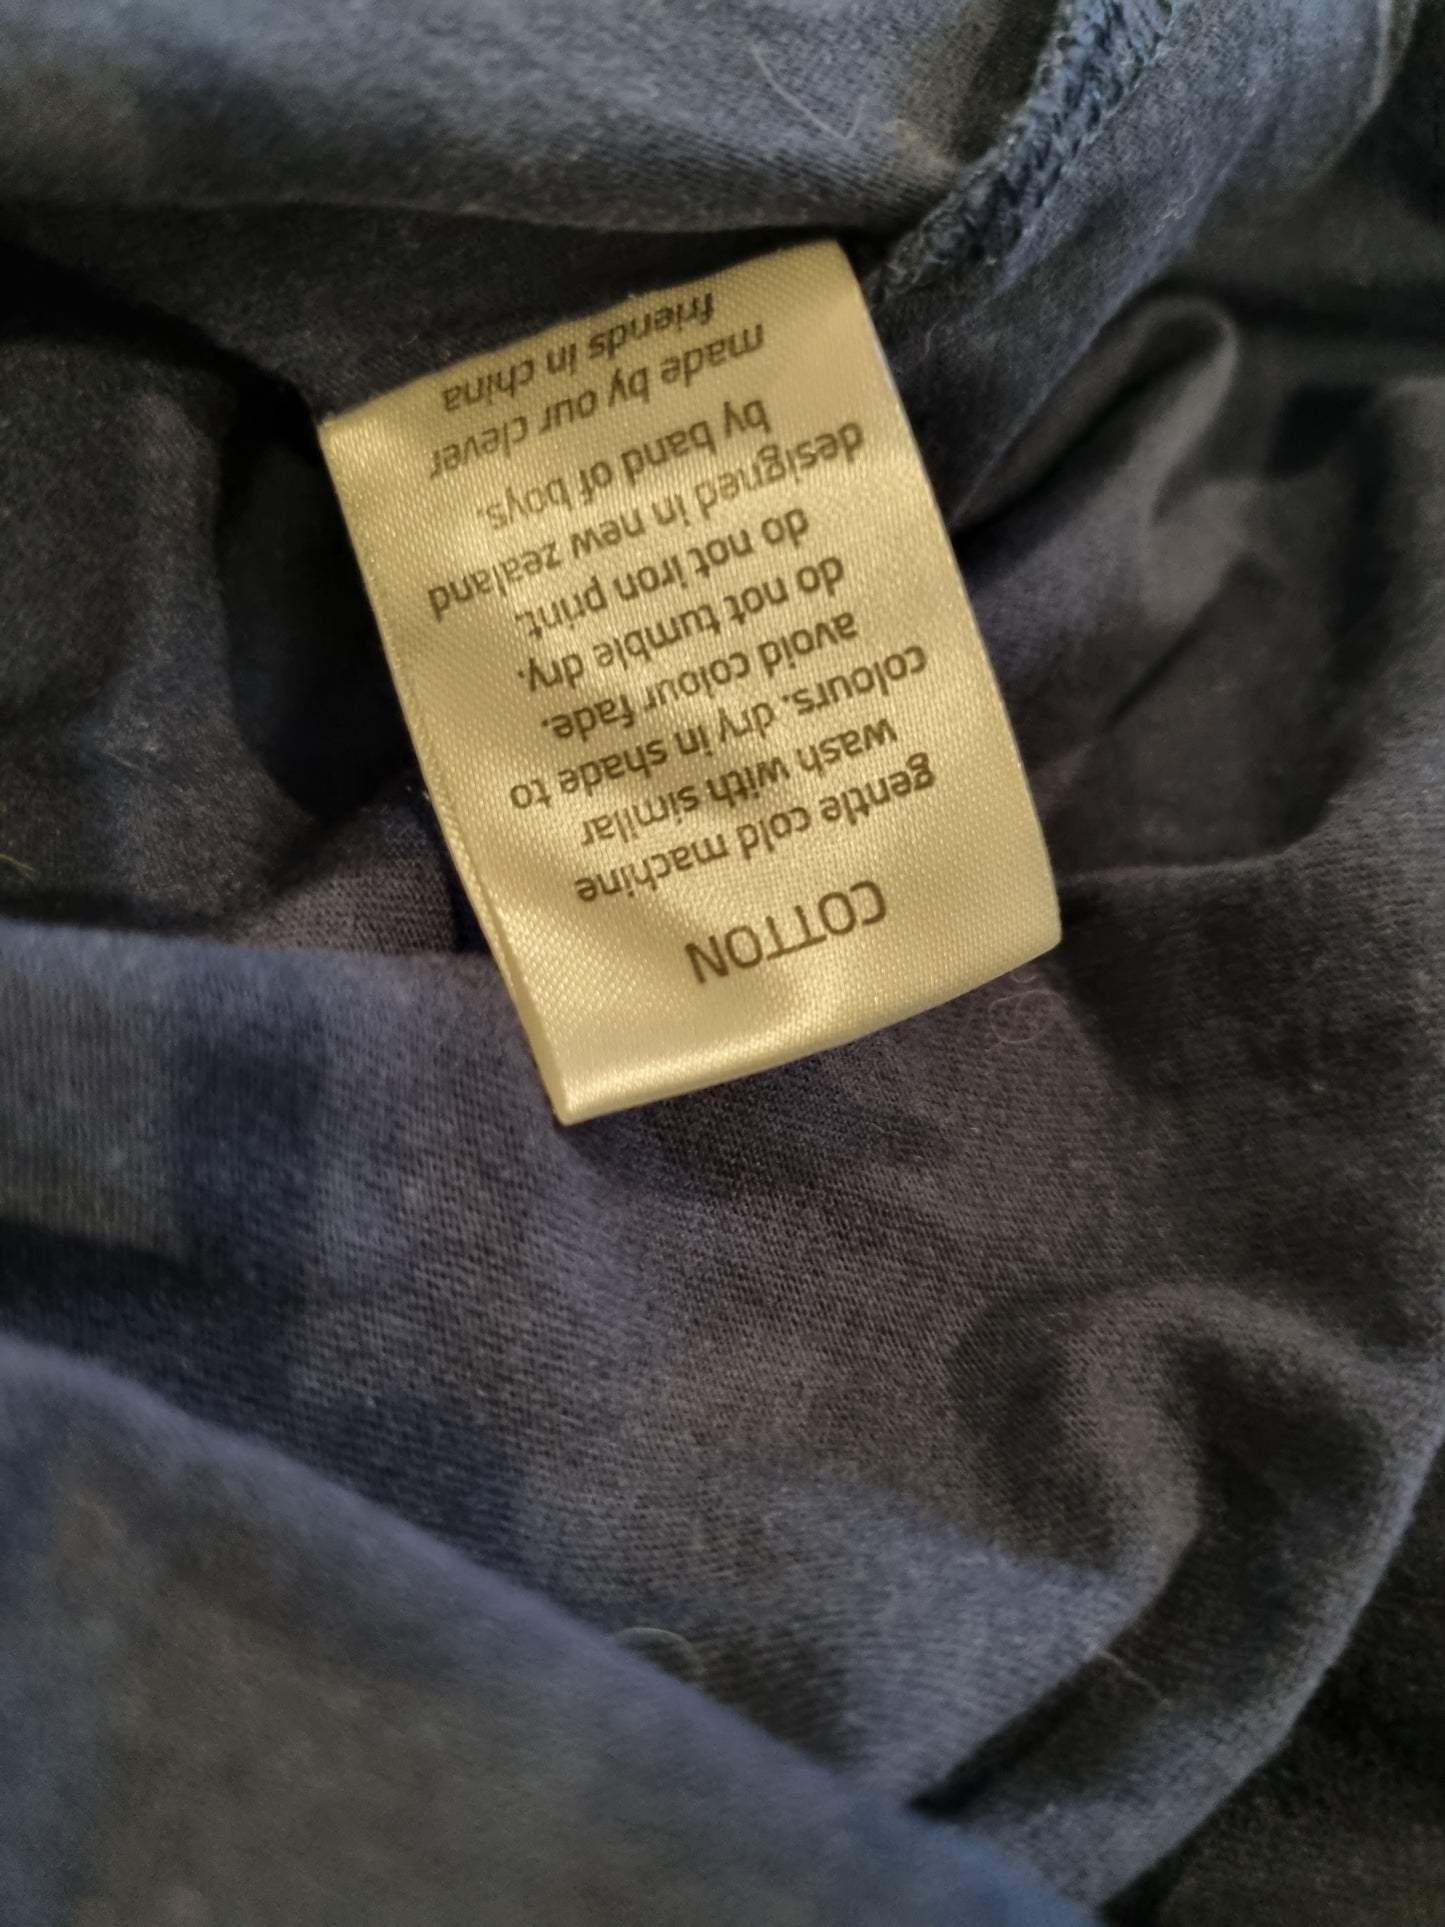 COTTON
gentle cold machine
wash with similar
colours. dry in shade to
avoid colour fade.
do not tumble dry.
do not iron print.
designed in new zealand
by band of boys.
made by our clever
friends in china